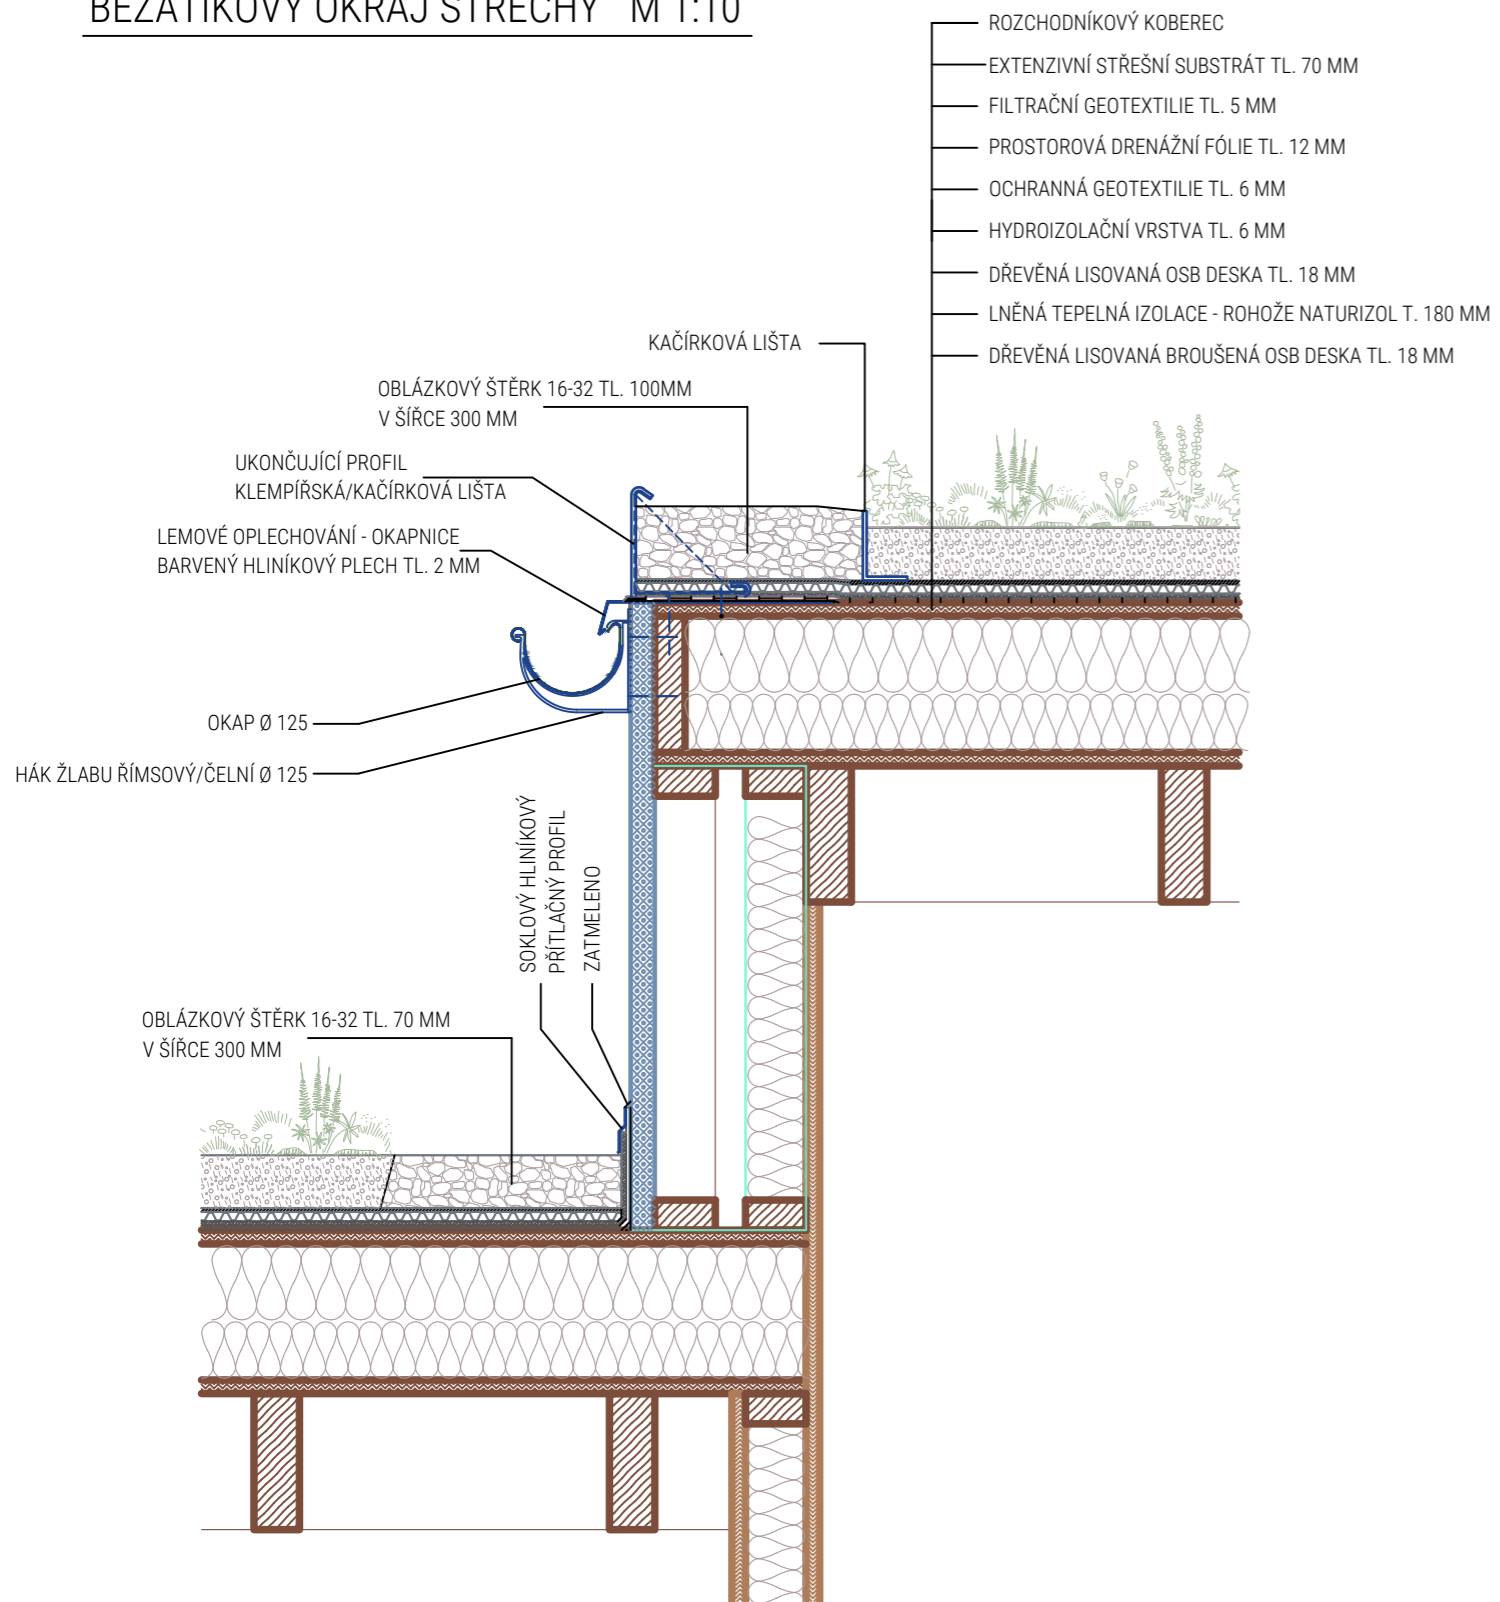 BEZATIKOVÝ OKRAJ STŘECHY M 1:10
ROZCHODNÍKOVÝ KOBEREC
EXTENZIVNÍ STŘEŠNÍ SUBSTRÁT TL. 70 MM
FILTRAČNÍ GEOTEXTILIE TL. 5 MM
PROSTOROVÁ DRENÁŽNÍ FÓLIE TL. 12 MM
OCHRANNÁ GEOTEXTILIE TL. 6 MM
HYDROIZOLAČNÍ VRSTVA TL. 6 MM
DŘEVĚNÁ LISOVANÁ OSB DESKA TL. 18 MM
LNĚNÁ TEPELNÁ IZOLACE - ROHOŽE NATURIZOL T. 180 MM
DŘEVĚNÁ LISOVANÁ BROUŠENÁ OSB DESKA TL. 18 MM
KAČÍRKOVÁ LIŠTA
OBLÁZKOVÝ ŠTĚRK 16-32 TL. 100MM
V ŠÍŘCE 300 MM
UKONČUJÍCÍ PROFIL
KLEMPÍŘSKÁ/KAČÍRKOVÁ LIŠTA
LEMOVÉ OPLECHOVÁNÍ - OKAPNICE
BARVENÝ HLINÍKOVÝ PLECH TL. 2 MM
OKAP Ø 125
HÁK ŽLABU ŘÍMSOVÝ/ČELNÍ Ø 125
SOKLOVÝ HLINÍKOVÝ
PŘÍTLAČNÝ PROFIL
ZATMELENO
OBLÁZKOVÝ ŠTĚRK 16-32 TL. 70 MM
V ŠÍŘCE 300 MM